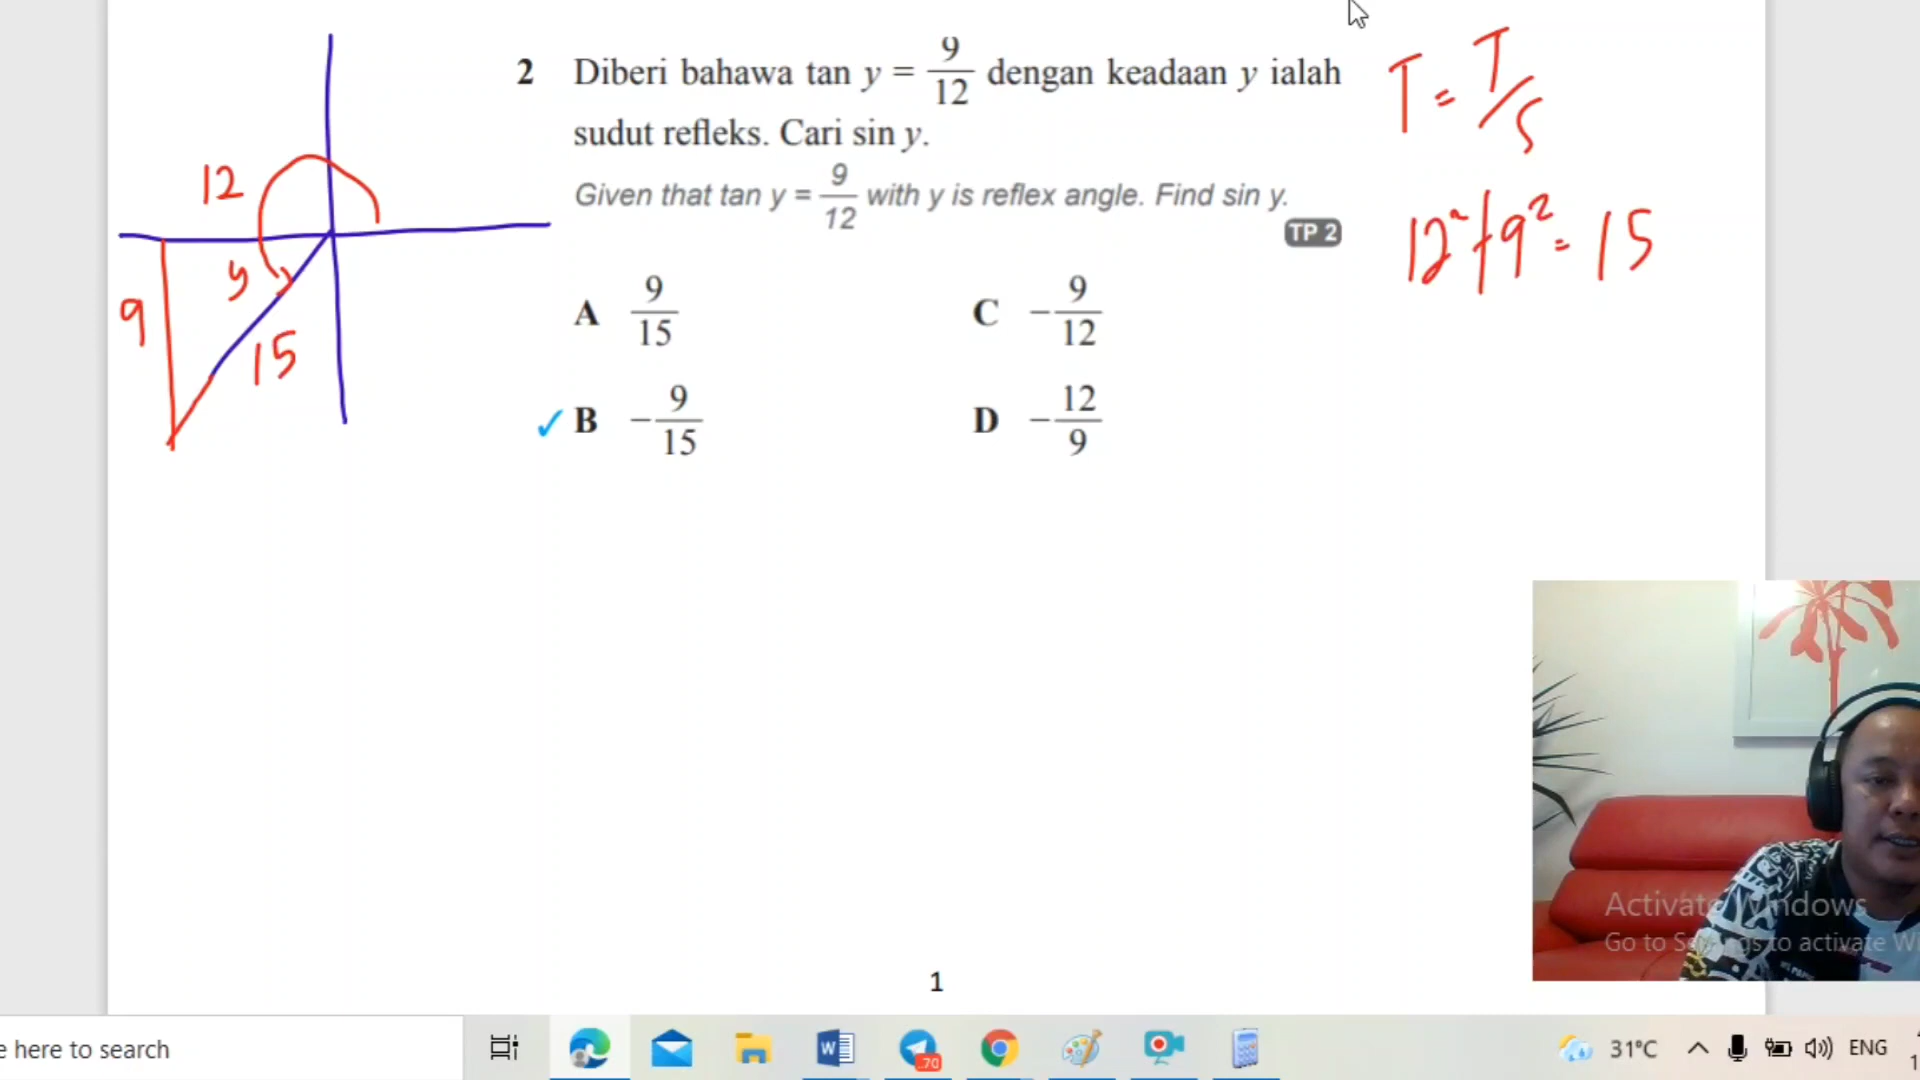 2 Diberi bahawa tan y = 9/12 dengan keadaan y ialah
sudut refleks. Cari sin y.
Given that tan y = 9/12 with y is reflex angle. Find sin y.
TP 2
A 9/15
C -9/12
✓ B -9/15
D -12/9
12
y
9
15
T = T/S
12² + 9² = 15
1
Activate Windows
Go to Settings to activate Wi
e here to search
W
70
31°C
ENG